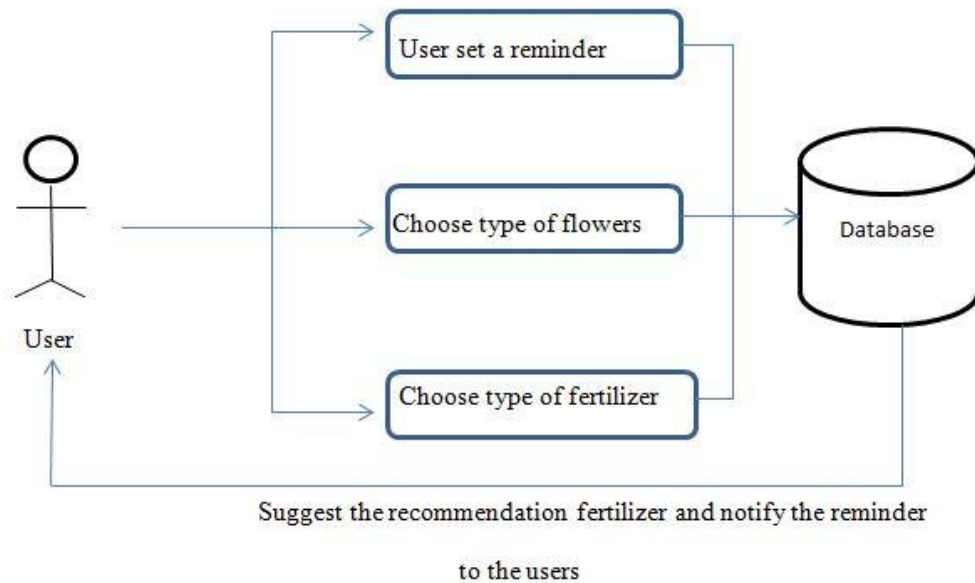 User set a reminder
Choose type of flowers
Database
User
Choose type of fertilizer
Suggest the recommendation fertilizer and notify the reminder
to the users